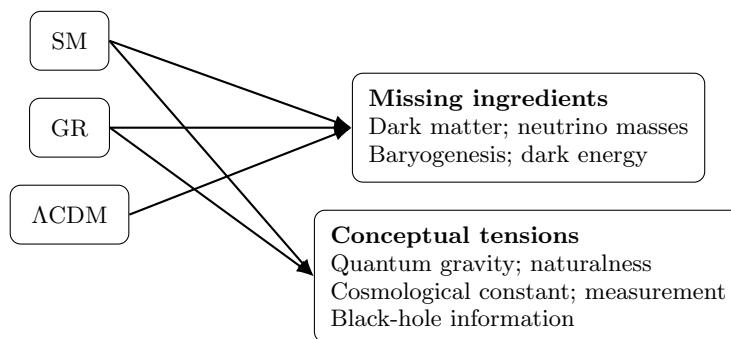 SM
GR
ΛCDM
Missing ingredients
Dark matter; neutrino masses
Baryogenesis; dark energy
Conceptual tensions
Quantum gravity; naturalness
Cosmological constant; measurement
Black-hole information